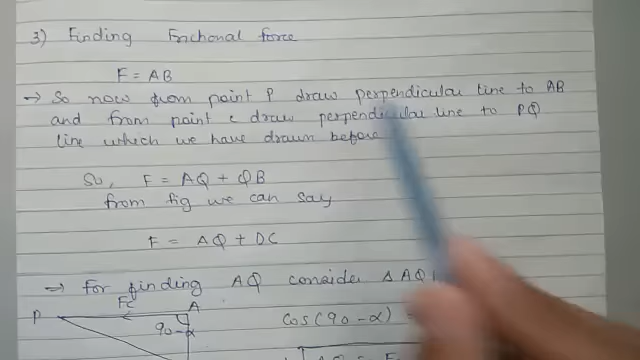 3) Finding Frictional force
F = AB
→ So now from point P draw perpendicular line to AB
and from point c draw perpendicular line to PQ
line which we have drawn before
So, F = AQ + QB
from fig we can say
F = AQ + DC
→ For finding AQ consider ΔAQ
P Fc A
90-α cos(90-α) =